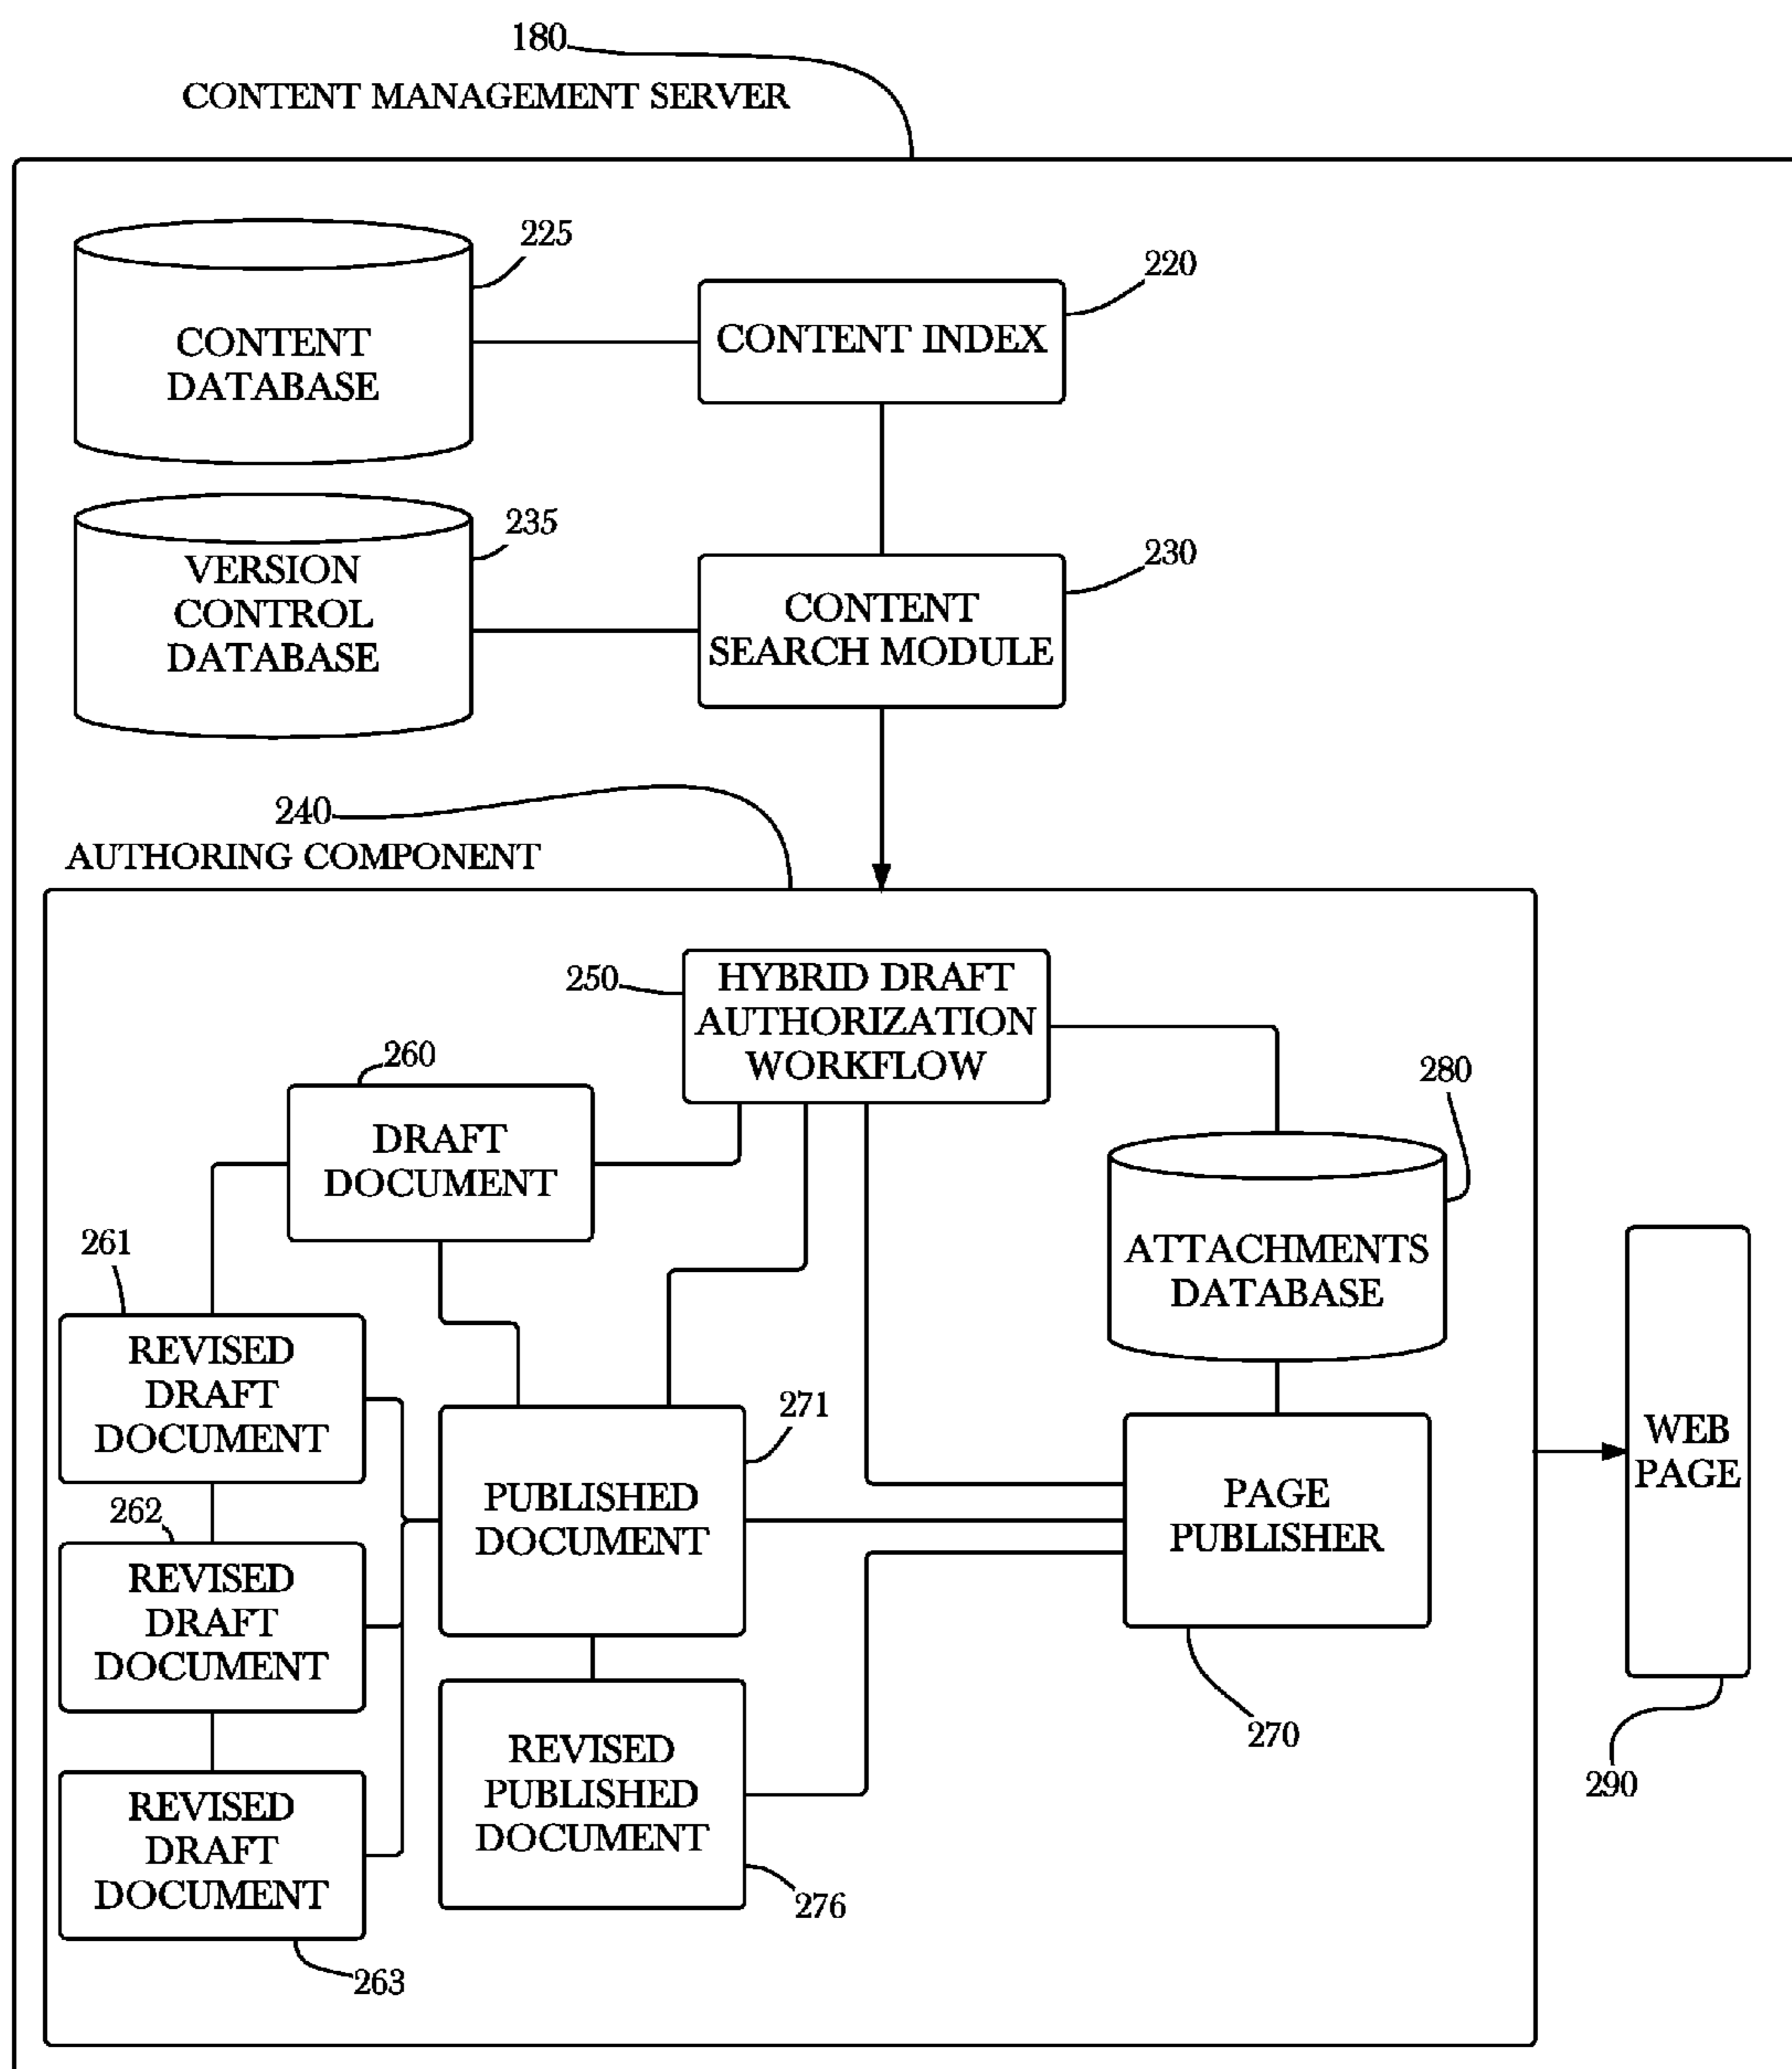 180
CONTENT MANAGEMENT SERVER
225
CONTENT
DATABASE
220
CONTENT INDEX
235
VERSION
CONTROL
DATABASE
230
CONTENT
SEARCH MODULE
240
AUTHORING COMPONENT
250
HYBRID DRAFT
AUTHORIZATION
WORKFLOW
260
DRAFT
DOCUMENT
280
ATTACHMENTS
DATABASE
261
REVISED
DRAFT
DOCUMENT
271
PUBLISHED
DOCUMENT
PAGE
PUBLISHER
WEB
PAGE
262
REVISED
DRAFT
DOCUMENT
270
290
REVISED
PUBLISHED
DOCUMENT
276
REVISED
DRAFT
DOCUMENT
263